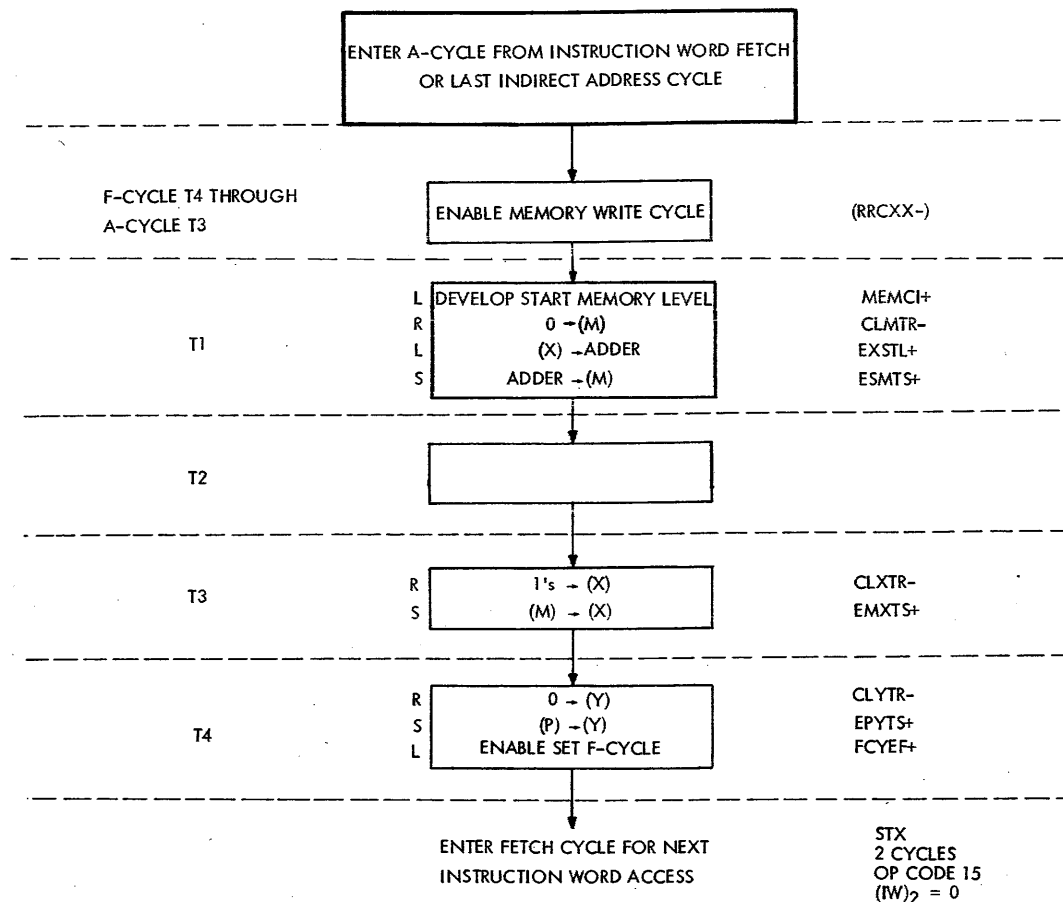 ENTER A-CYCLE FROM INSTRUCTION WORD FETCH
OR LAST INDIRECT ADDRESS CYCLE
F-CYCLE T4 THROUGH
A-CYCLE T3
ENABLE MEMORY WRITE CYCLE
(RRCXX-)
T1
L DEVELOP START MEMORY LEVEL MEMCI+
R 0 → (M) CLMTR-
L (X) → ADDER EXSTL+
S ADDER → (M) ESMTS+
T2
T3
R 1's → (X) CLXTR-
S (M) → (X) EMXTS+
T4
R 0 → (Y) CLYTR-
S (P) → (Y) EPYTS+
L ENABLE SET F-CYCLE FCYEF+
ENTER FETCH CYCLE FOR NEXT
INSTRUCTION WORD ACCESS
STX
2 CYCLES
OP CODE 15
(IW)₂ = 0